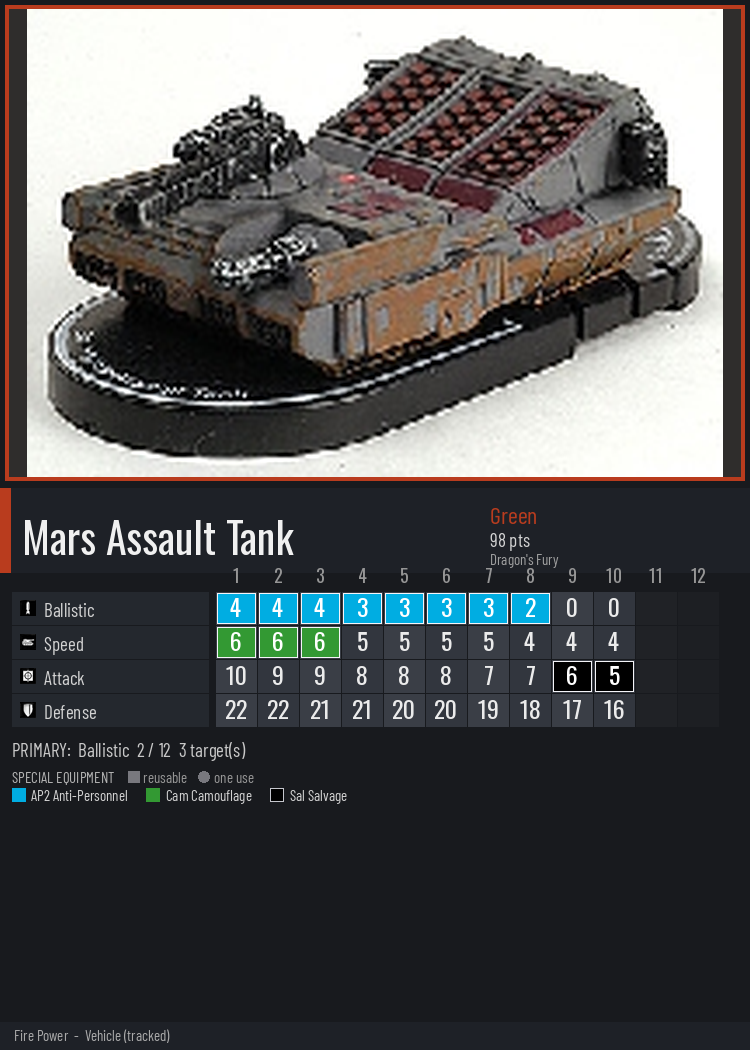 Mars Assault Tank
Green
98 pts
Dragon's Fury
1 2 3 4 5 6 7 8 9 10 11 12
Ballistic 4 4 4 3 3 3 3 2 0 0
Speed 6 6 6 5 5 5 5 4 4 4
Attack 10 9 9 8 8 8 7 7 6 5
Defense 22 22 21 21 20 20 19 18 17 16
PRIMARY: Ballistic 2 / 12 3 target(s)
SPECIAL EQUIPMENT reusable one use
AP2 Anti-Personnel Cam Camouflage Sal Salvage
Fire Power - Vehicle (tracked)